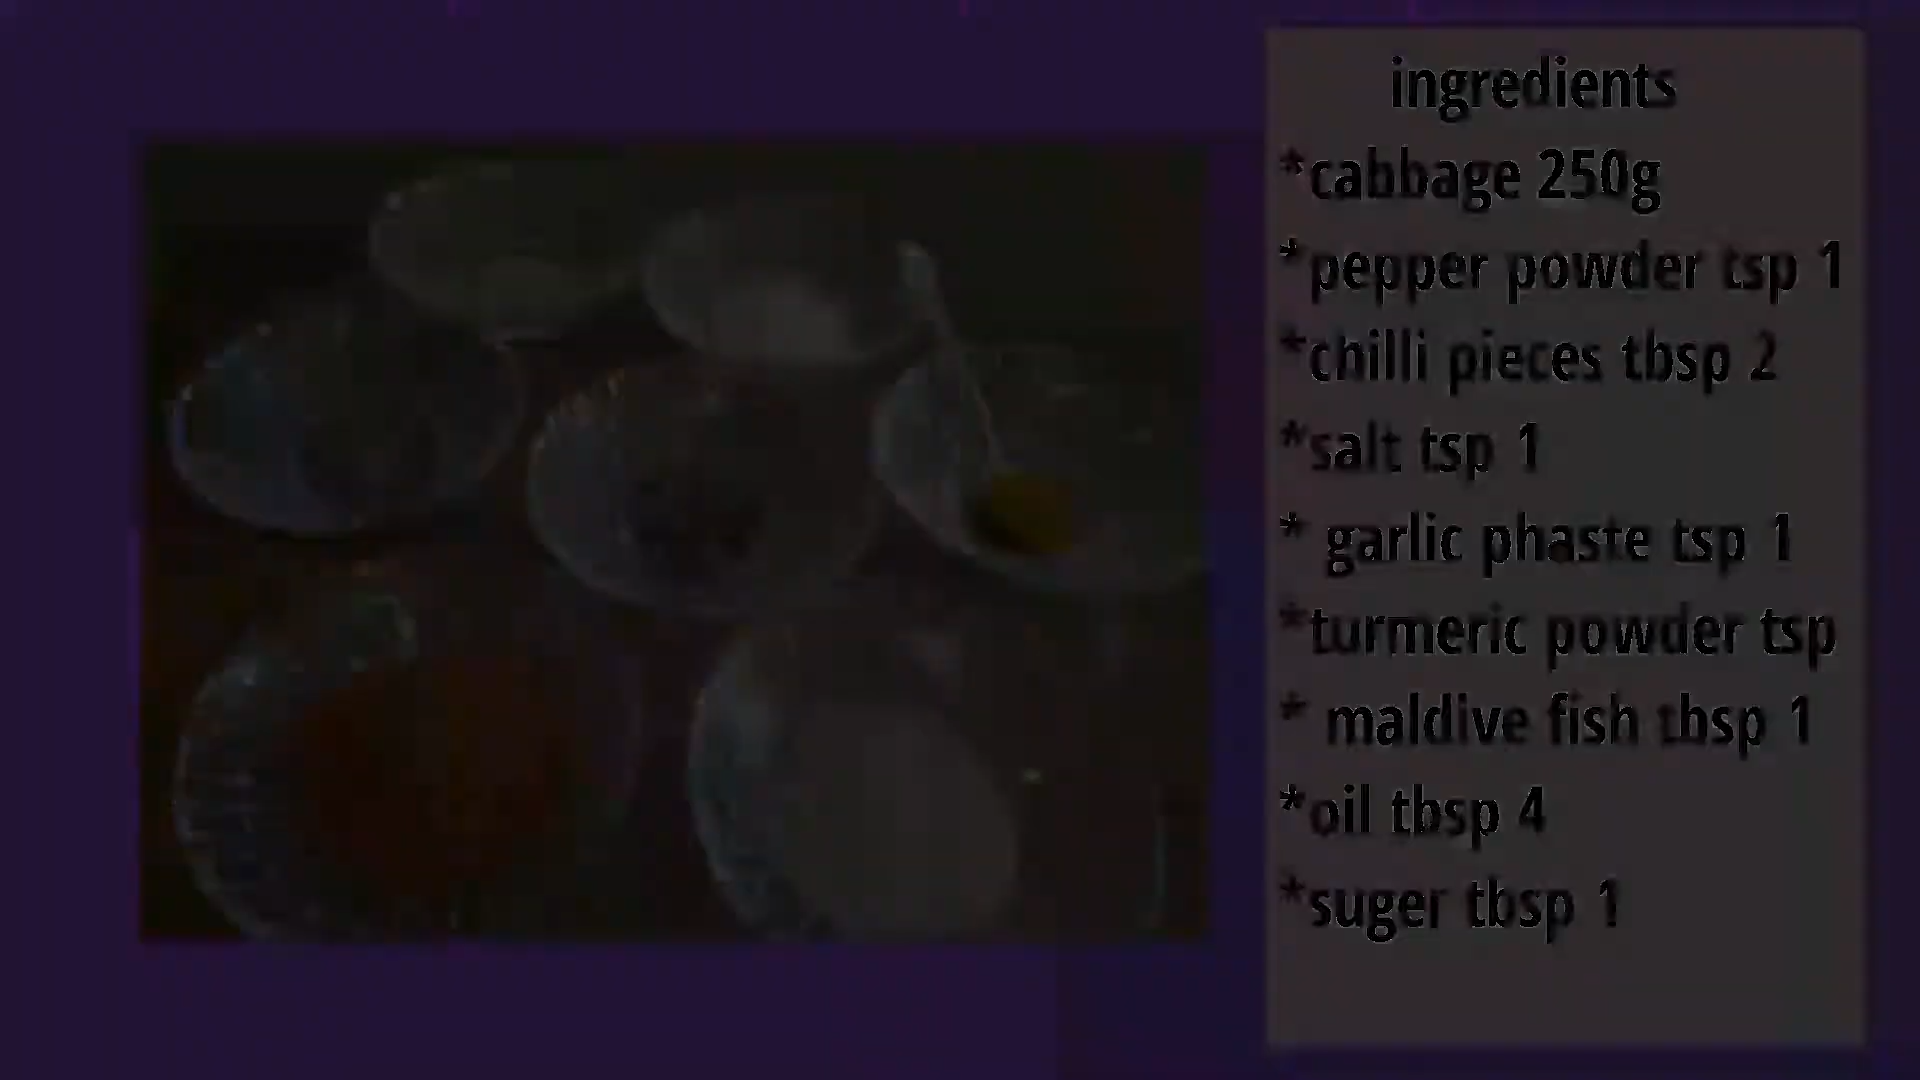 ingredients
*cabbage 250g
*pepper powder tsp 1
*chilli pieces tbsp 2
*salt tsp 1
* garlic phaste tsp 1
*turmeric powder tsp
* maldive fish tbsp 1
*oil tbsp 4
*suger tbsp 1